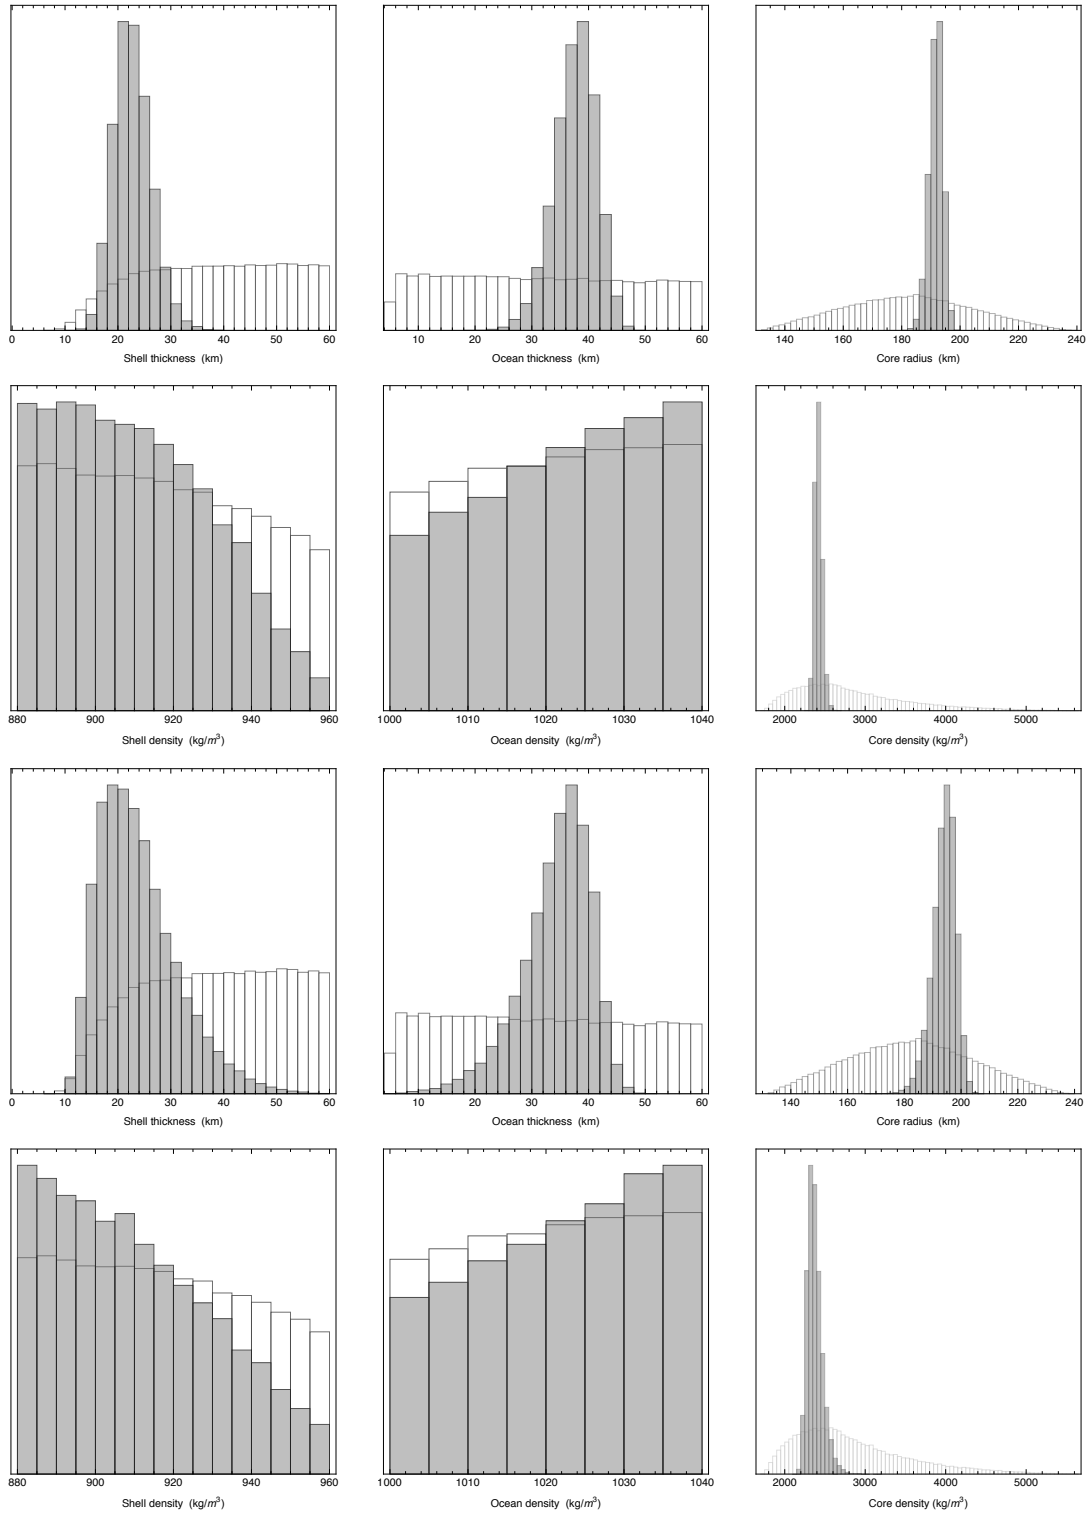 0 10 20 30 40 50 60
Shell thickness (km)
10 20 30 40 50 60
Ocean thickness (km)
140 160 180 200 220 240
Core radius (km)
880 900 920 940 960
Shell density (kg/m³)
1000 1010 1020 1030 1040
Ocean density (kg/m³)
2000 3000 4000 5000
Core density (kg/m³)
0 10 20 30 40 50 60
Shell thickness (km)
10 20 30 40 50 60
Ocean thickness (km)
140 160 180 200 220 240
Core radius (km)
880 900 920 940 960
Shell density (kg/m³)
1000 1010 1020 1030 1040
Ocean density (kg/m³)
2000 3000 4000 5000
Core density (kg/m³)